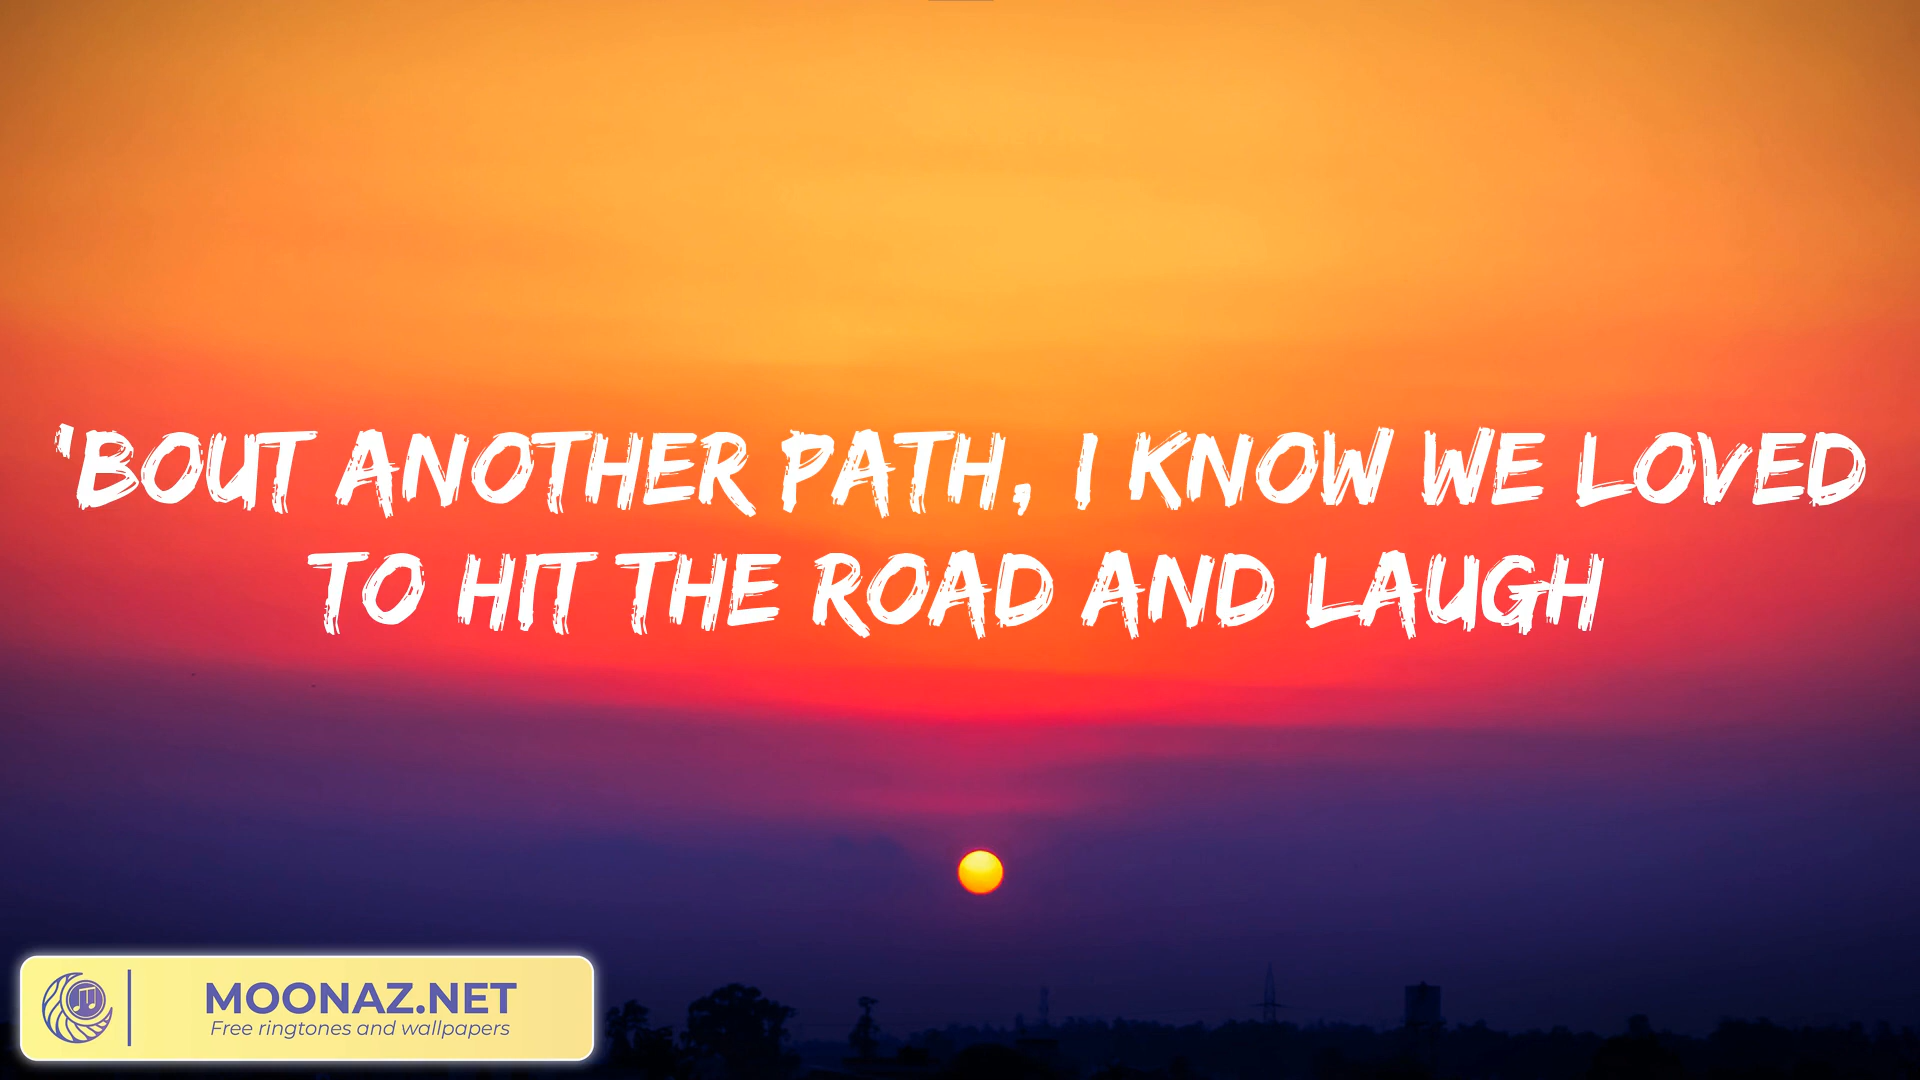 'BOUT ANOTHER PATH, I KNOW WE LOVED
TO HIT THE ROAD AND LAUGH
MOONAZ.NET
Free ringtones and wallpapers